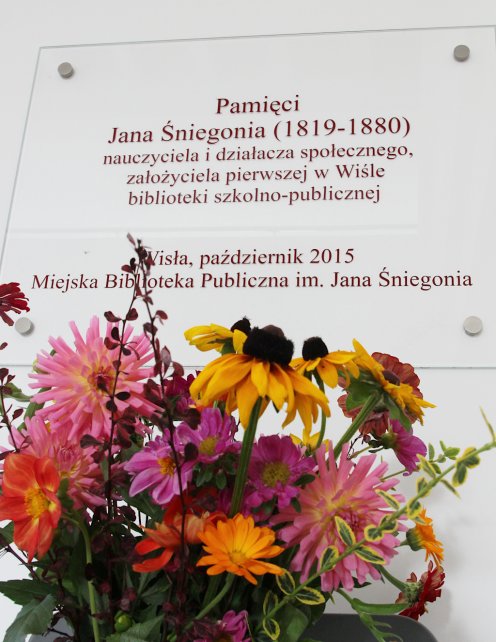 Pamięci
Jana Śniegonia (1819-1880)
nauczyciela i działacza społecznego,
założyciela pierwszej w Wiśle
biblioteki szkolno-publicznej
Wisła, październik 2015
Miejska Biblioteka Publiczna im. Jana Śniegonia